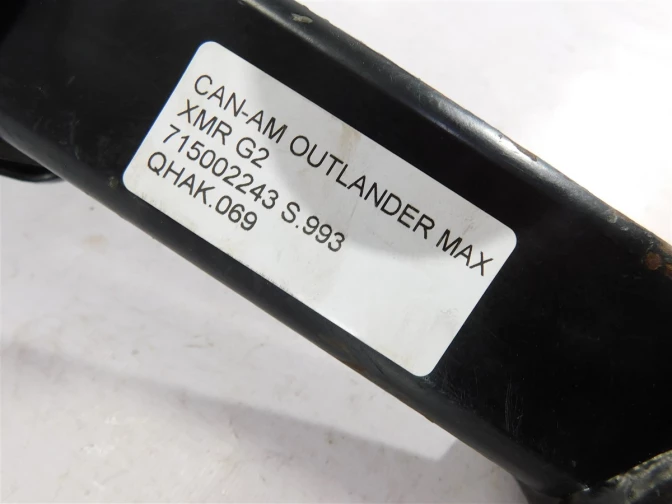 CAN-AM OUTLANDER MAX
XMR G2
715002243 S.993
QHAK.069